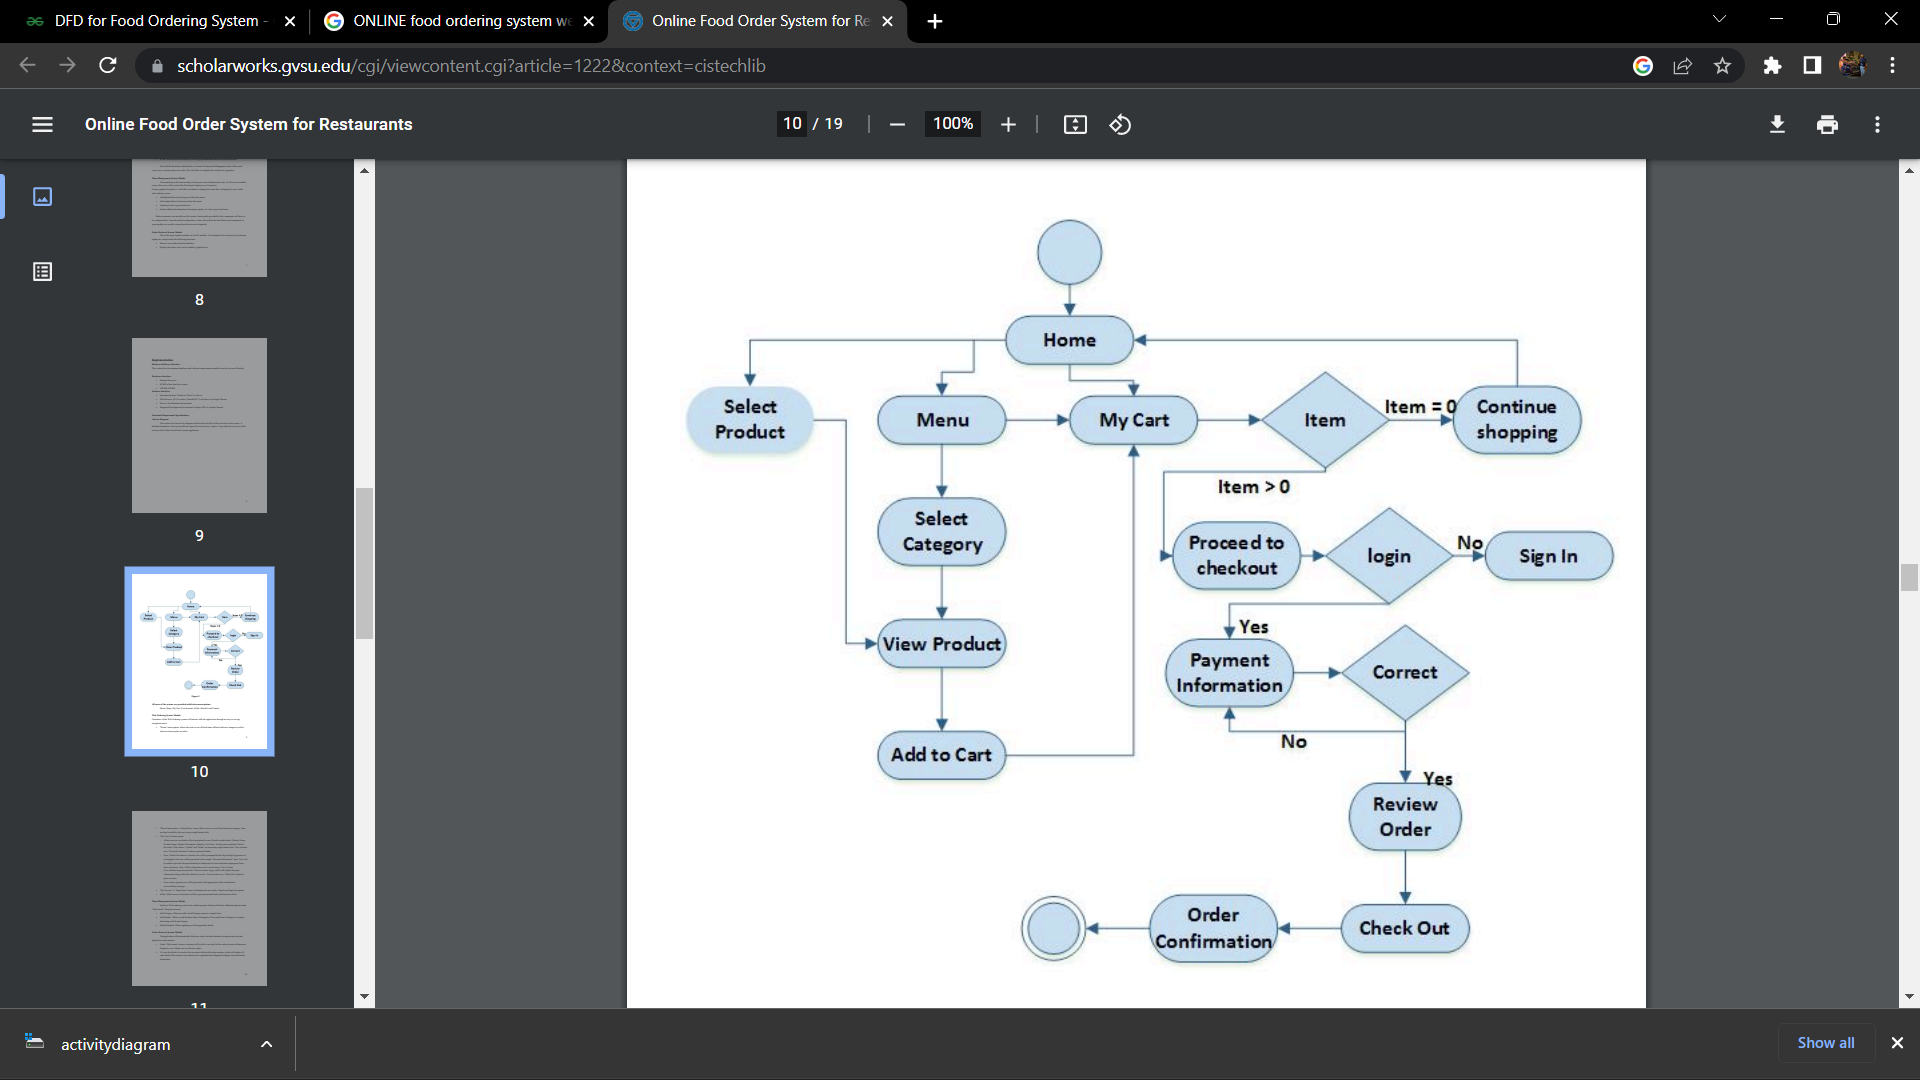 DFD for Food Ordering System -
ONLINE food ordering system we
Online Food Order System for Re
scholarworks.gvsu.edu/cgi/viewcontent.cgi?article=1222&context=cistechlib
Online Food Order System for Restaurants
10 / 19
100%
8
9
10
11
Home
Select
Product
Menu
My Cart
Item
Item = 0
Continue
shopping
Item > 0
Select
Category
Proceed to
checkout
login
No
Sign In
Yes
View Product
Payment
Information
Correct
No
Add to Cart
Yes
Review
Order
Order
Confirmation
Check Out
activitydiagram
Show all